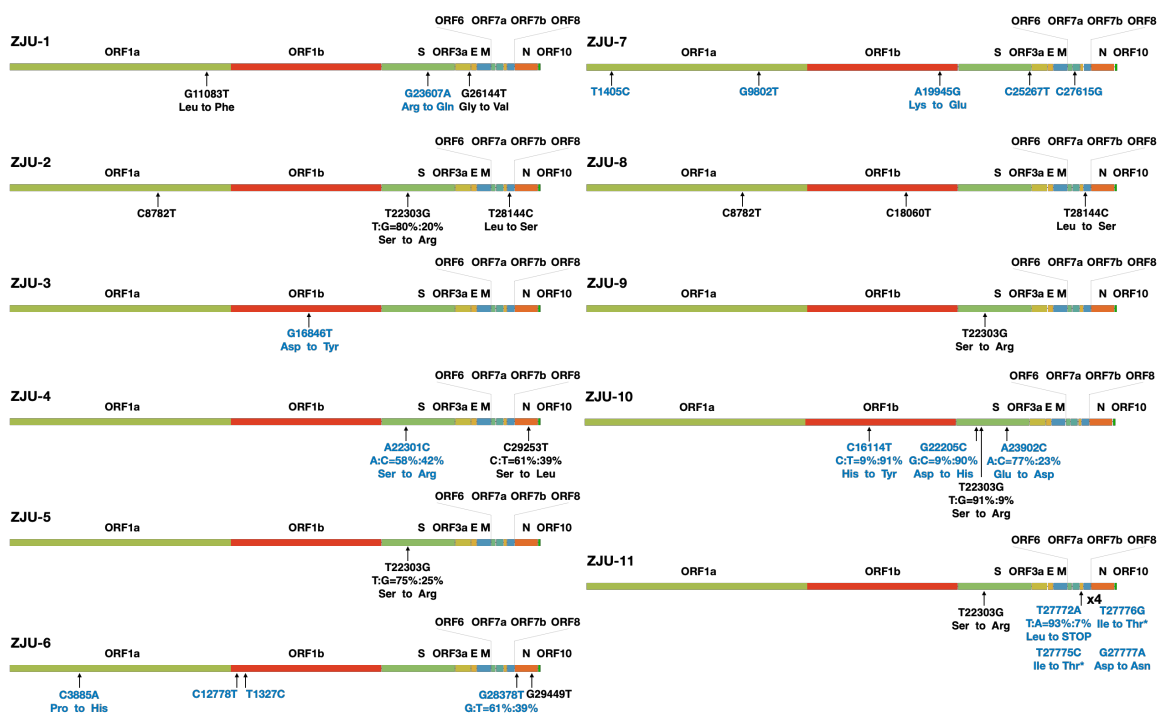 ORF6 ORF7a ORF7b ORF8
ZJU-1
ORF1a ORF1b S ORF3a E M N ORF10
G11083T G23607A G26144T
Leu to Phe Arg to Gln Gly to Val
ORF6 ORF7a ORF7b ORF8
ZJU-2
ORF1a ORF1b S ORF3a E M N ORF10
C8782T T22303G T28144C
T:G=80%:20% Leu to Ser
Ser to Arg
ORF6 ORF7a ORF7b ORF8
ZJU-3
ORF1a ORF1b S ORF3a E M N ORF10
G16846T
Asp to Tyr
ORF6 ORF7a ORF7b ORF8
ZJU-4
ORF1a ORF1b S ORF3a E M N ORF10
A22301C C29253T
A:C=58%:42% C:T=61%:39%
Ser to Arg Ser to Leu
ORF6 ORF7a ORF7b ORF8
ZJU-5
ORF1a ORF1b S ORF3a E M N ORF10
T22303G
T:G=75%:25%
Ser to Arg
ORF6 ORF7a ORF7b ORF8
ZJU-6
ORF1a ORF1b S ORF3a E M N ORF10
C3885A C12778T T1327C G28378T G29449T
Pro to His G:T=61%:39%
ORF6 ORF7a ORF7b ORF8
ZJU-7
ORF1a ORF1b S ORF3a E M N ORF10
T1405C G9802T A19945G C25267T C27615G
Lys to Glu
ORF6 ORF7a ORF7b ORF8
ZJU-8
ORF1a ORF1b S ORF3a E M N ORF10
C8782T C18060T T28144C
Leu to Ser
ORF6 ORF7a ORF7b ORF8
ZJU-9
ORF1a ORF1b S ORF3a E M N ORF10
T22303G
Ser to Arg
ORF6 ORF7a ORF7b ORF8
ZJU-10
ORF1a ORF1b S ORF3a E M N ORF10
C16114T G22205C A23902C
C:T=9%:91% G:C=9%:90% A:C=77%:23%
His to Tyr Asp to His Glu to Asp
T22303G
T:G=91%:9%
Ser to Arg
ORF6 ORF7a ORF7b ORF8
ZJU-11
ORF1a ORF1b S ORF3a E M N ORF10
x4
T22303G T27772A T27776G
Ser to Arg T:A=93%:7% Ile to Thr*
Leu to STOP
T27775C G27777A
Ile to Thr* Asp to Asn